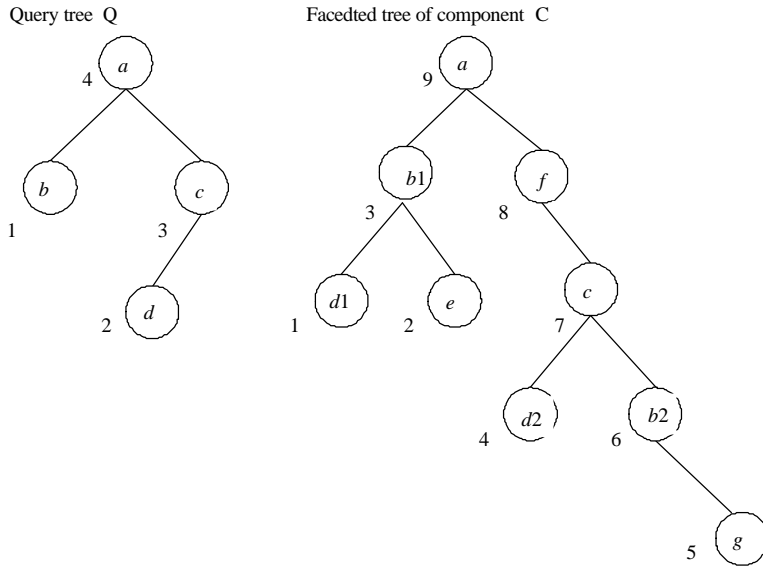 Query tree Q
Facedted tree of component C
4 a
9 a
b
c
b1
f
1
3
3
8
d
d1
e
c
2
1
2
7
d2
b2
4
6
g
5